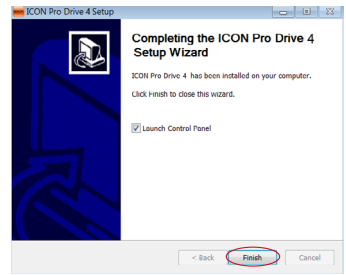 ICON Pro Drive 4 Setup
Completing the ICON Pro Drive 4
Setup Wizard
ICON Pro Drive 4 has been installed on your computer.
Click Finish to close this wizard.
Launch Control Panel
< Back
Finish
Cancel